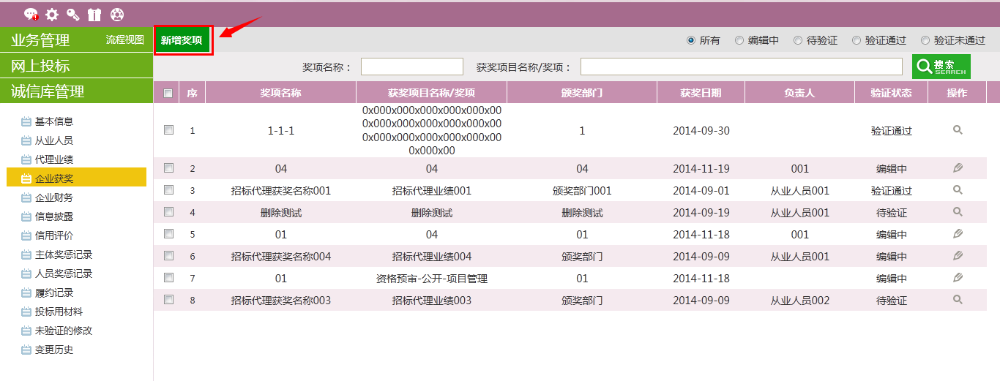 业务管理 流程视图 新增奖项 所有 编辑中 待验证 验证通过 验证未通过
网上投标
奖项名称： 获奖项目名称/奖项： 搜索 SEARCH
诚信库管理
序 奖项名称 获奖项目名称/奖项 颁奖部门 获奖日期 负责人 验证状态 操作
基本信息
从业人员
代理业绩
企业获奖
企业财务
信息披露
信用评价
主体奖惩记录
人员奖惩记录
履约记录
投标用材料
未验证的修改
变更历史
0x000x000x000x000x000x00
0x000x000x000x000x000x00
0x000x000x000x000x000x00
0x000x00
1 1-1-1 1 2014-09-30 验证通过
2 04 04 04 2014-11-19 001 编辑中
3 招标代理获奖名称001 招标代理业绩001 颁奖部门001 2014-09-01 从业人员001 验证通过
4 删除测试 删除测试 删除测试 2014-09-19 从业人员001 待验证
5 01 04 01 2014-11-18 001 编辑中
6 招标代理获奖名称004 招标代理业绩004 颁奖部门 2014-09-09 从业人员001 编辑中
7 01 资格预审-公开-项目管理 01 2014-11-18 编辑中
8 招标代理获奖名称003 招标代理业绩003 颁奖部门 2014-09-09 从业人员002 待验证